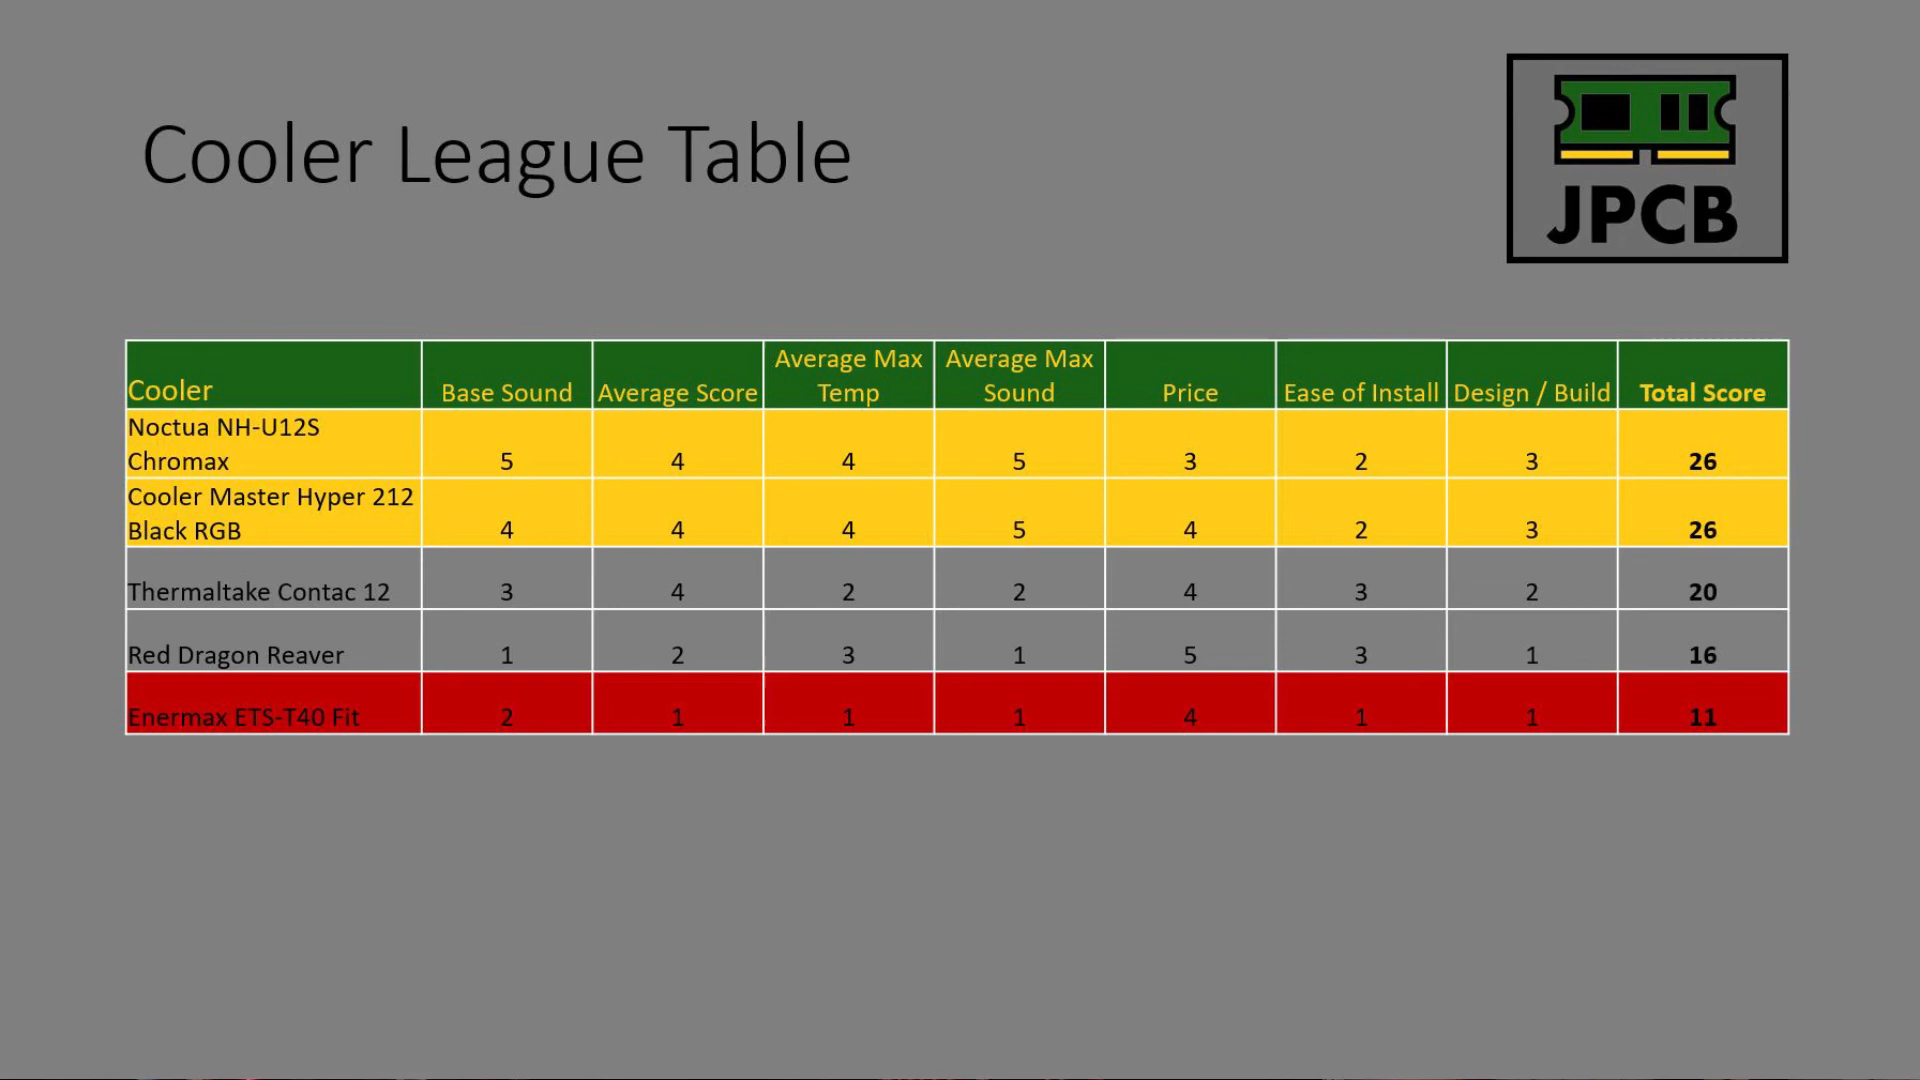 Cooler League Table
JPCB
Cooler Base Sound Average Score Average Max Temp Average Max Sound Price Ease of Install Design / Build Total Score
Noctua NH-U12S Chromax 5 4 4 5 3 2 3 26
Cooler Master Hyper 212 Black RGB 4 4 4 5 4 2 3 26
Thermaltake Contac 12 3 4 2 2 4 3 2 20
Red Dragon Reaver 1 2 3 1 5 3 1 16
Enermax ETS-T40 Fit 2 1 1 1 4 1 1 11